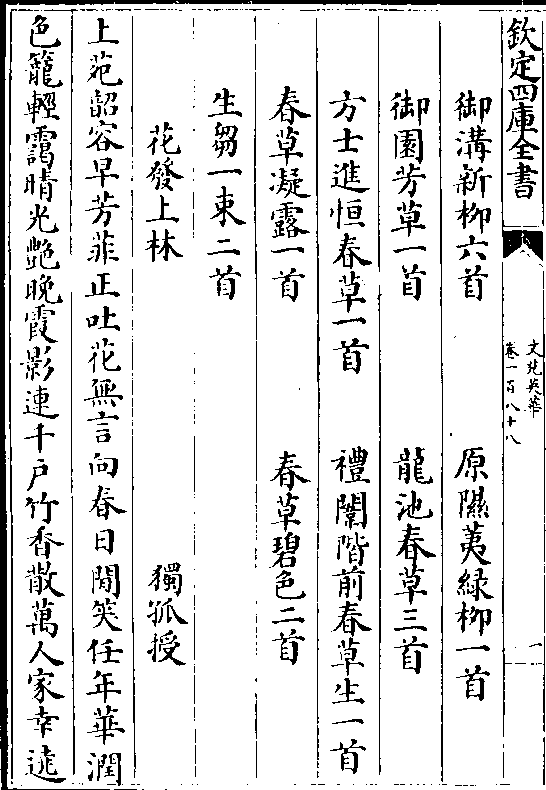 欽定四庫全書
文苑英華
卷一百八十八
一
御溝新柳六首 原隰荑緑柳一首
御園芳草一首 龍池春草三首
方士進恒春草一首 禮闈階前春草生一首
春草凝露一首 春草碧色二首
生芻一束二首
花發上林 獨孤授
上苑韶容早芳菲正吐花無言向春日閒笑任年華潤
色籠輕靄晴光艶晚霞影連千戸竹香散萬人家幸遶